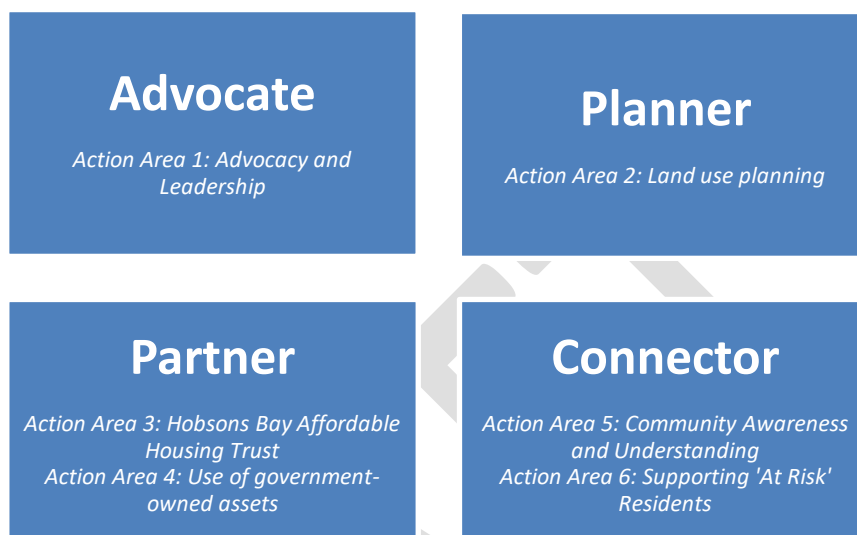 Advocate
Action Area 1: Advocacy and
Leadership
Planner
Action Area 2: Land use planning
Partner
Action Area 3: Hobsons Bay Affordable
Housing Trust
Action Area 4: Use of government-
owned assets
Connector
Action Area 5: Community Awareness
and Understanding
Action Area 6: Supporting 'At Risk'
Residents